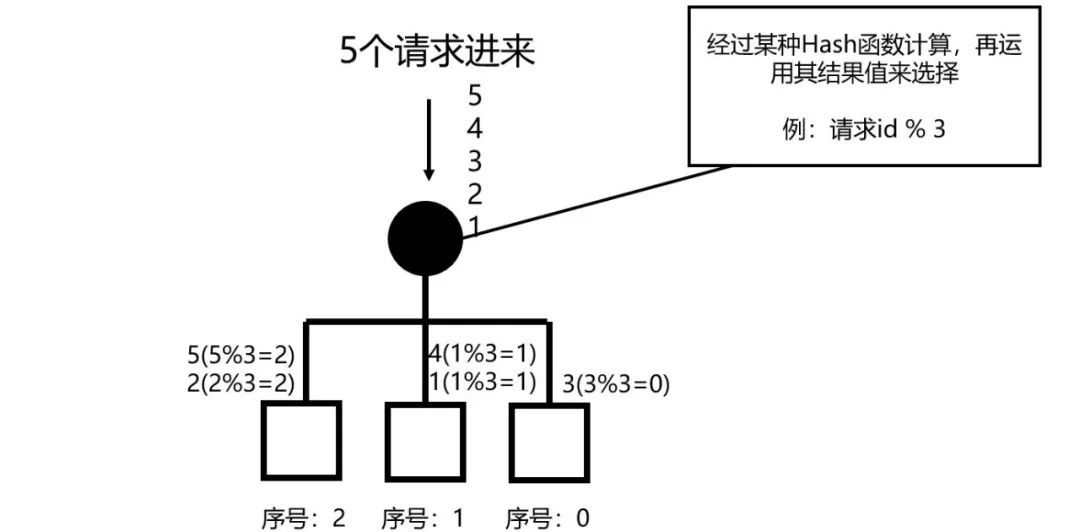 5个请求进来
5
4
3
2
1
经过某种Hash函数计算，再运
用其结果值来选择
例：请求id % 3
5(5%3=2)
2(2%3=2)
4(1%3=1)
1(1%3=1)
3(3%3=0)
序号：2
序号：1
序号：0